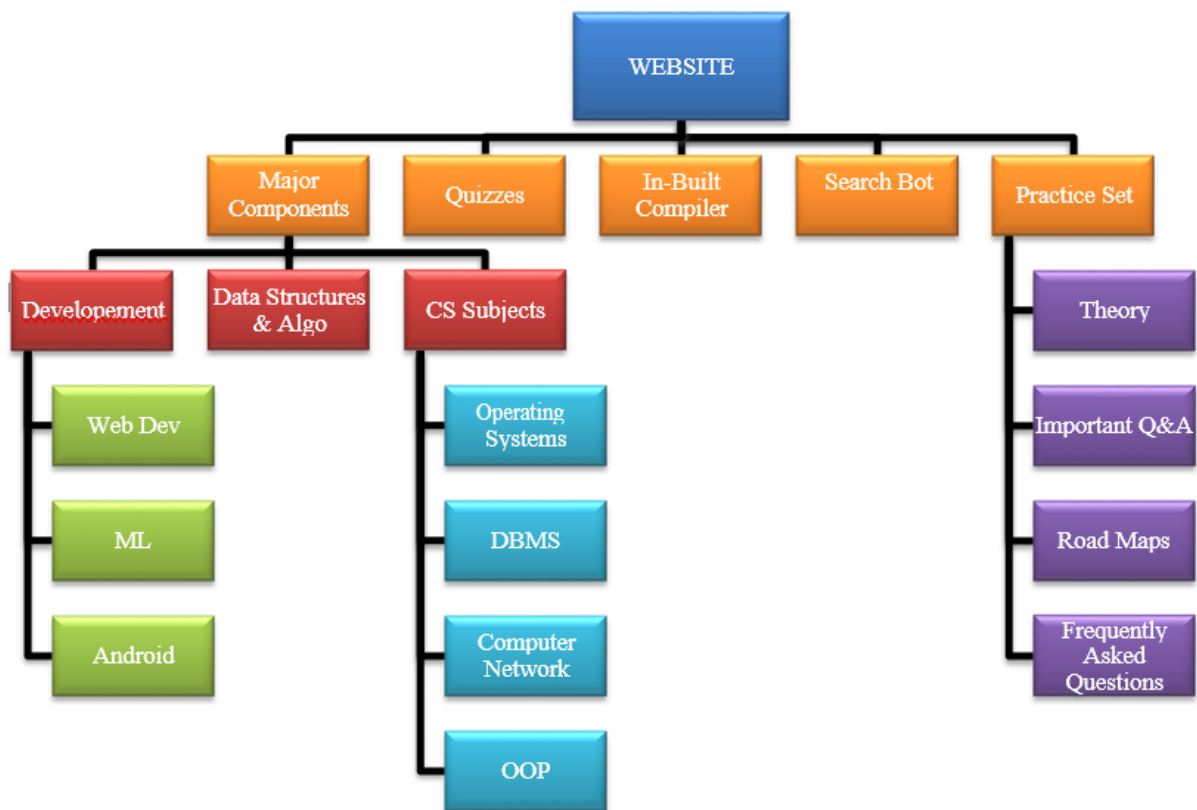 WEBSITE
Major
Components
Quizzes
In-Built
Compiler
Search Bot
Practice Set
Developement
Data Structures
& Algo
CS Subjects
Theory
Web Dev
Operating
Systems
Important Q&A
ML
DBMS
Road Maps
Android
Computer
Network
Frequently
Asked
Questions
OOP